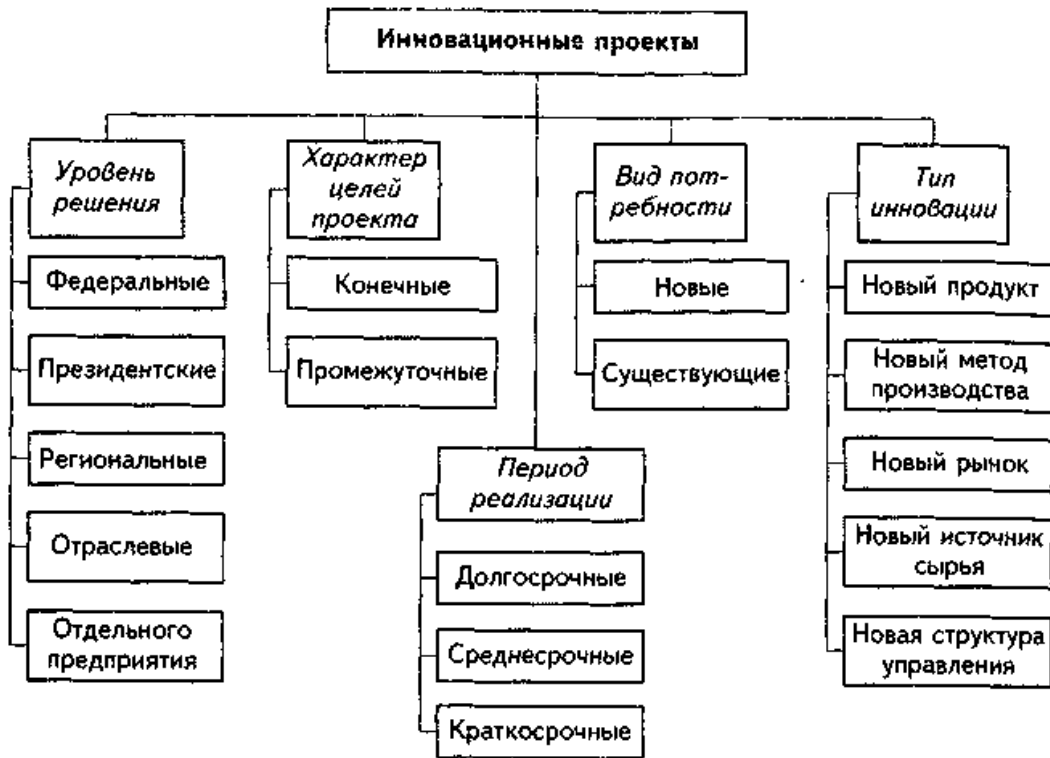 Инновационные проекты
Уровень
решения
Федеральные
Президентские
Региональные
Отраслевые
Отдельного
предприятия
Характер
целей
проекта
Конечные
Промежуточные
Период
реализации
Долгосрочные
Среднесрочные
Краткосрочные
Вид пот-
ребности
Новые
Существующие
Тип
инновации
Новый продукт
Новый метод
производства
Новый рынок
Новый источник
сырья
Новая структура
управления